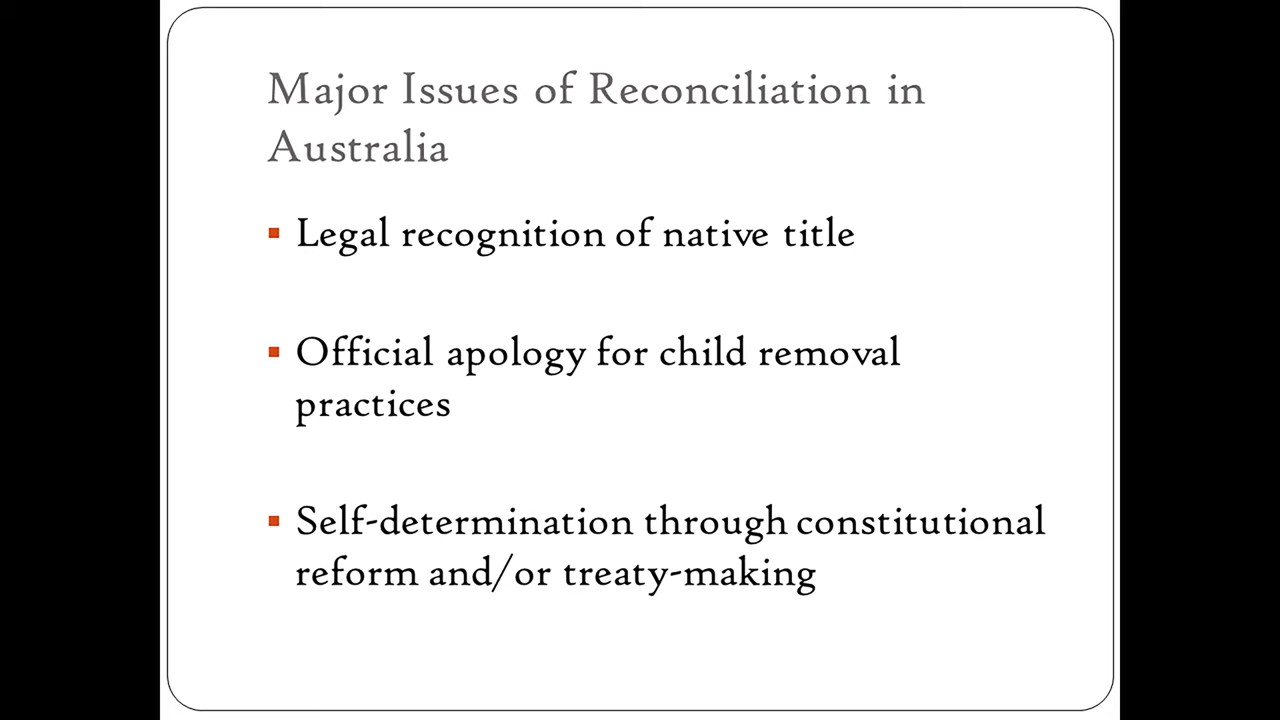 Major Issues of Reconciliation in
Australia
Legal recognition of native title
Official apology for child removal
practices
Self-determination through constitutional
reform and/or treaty-making